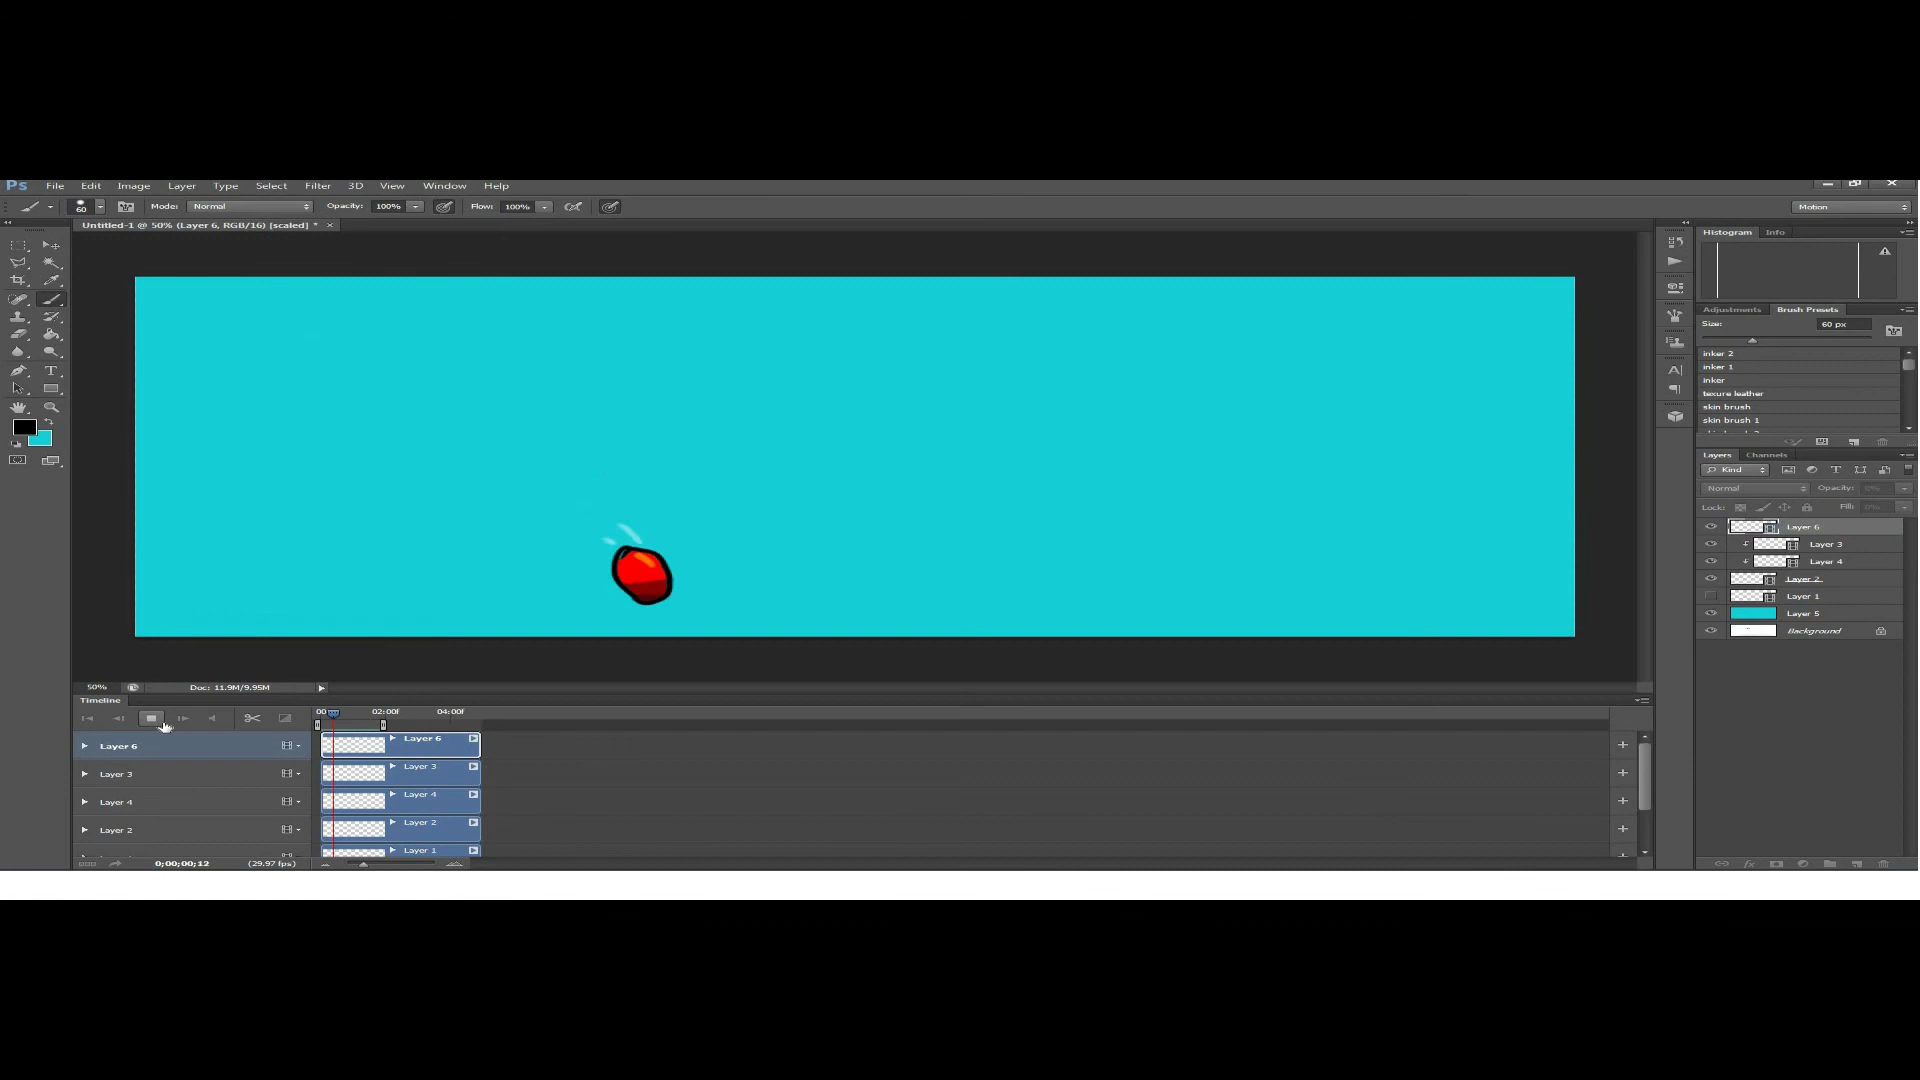 Ps File Edit Image Layer Type Select Filter 3D View Window Help
60 Mode: Normal Opacity: 100% Flow: 100% Motion
Untitled-1 @ 50% (Layer 6, RGB/16) [scaled] * ×
Histogram Info
Adjustments Brush Presets
Size: 60 px
inker 2
inker 1
inker
texure leather
skin brush
skin brush 1
Layers Channels
Kind
Normal Opacity: 0%
Lock: Fill: 0%
Layer 6
Layer 3
Layer 4
Layer 2
Layer 1
Layer 5
Background
50% Doc: 11.9M/9.95M
Timeline
00 02:00f 04:00f
Layer 6 Layer 6
Layer 3 Layer 3
Layer 4 Layer 4
Layer 2 Layer 2
Layer 1
0;00;00;12 (29.97 fps)